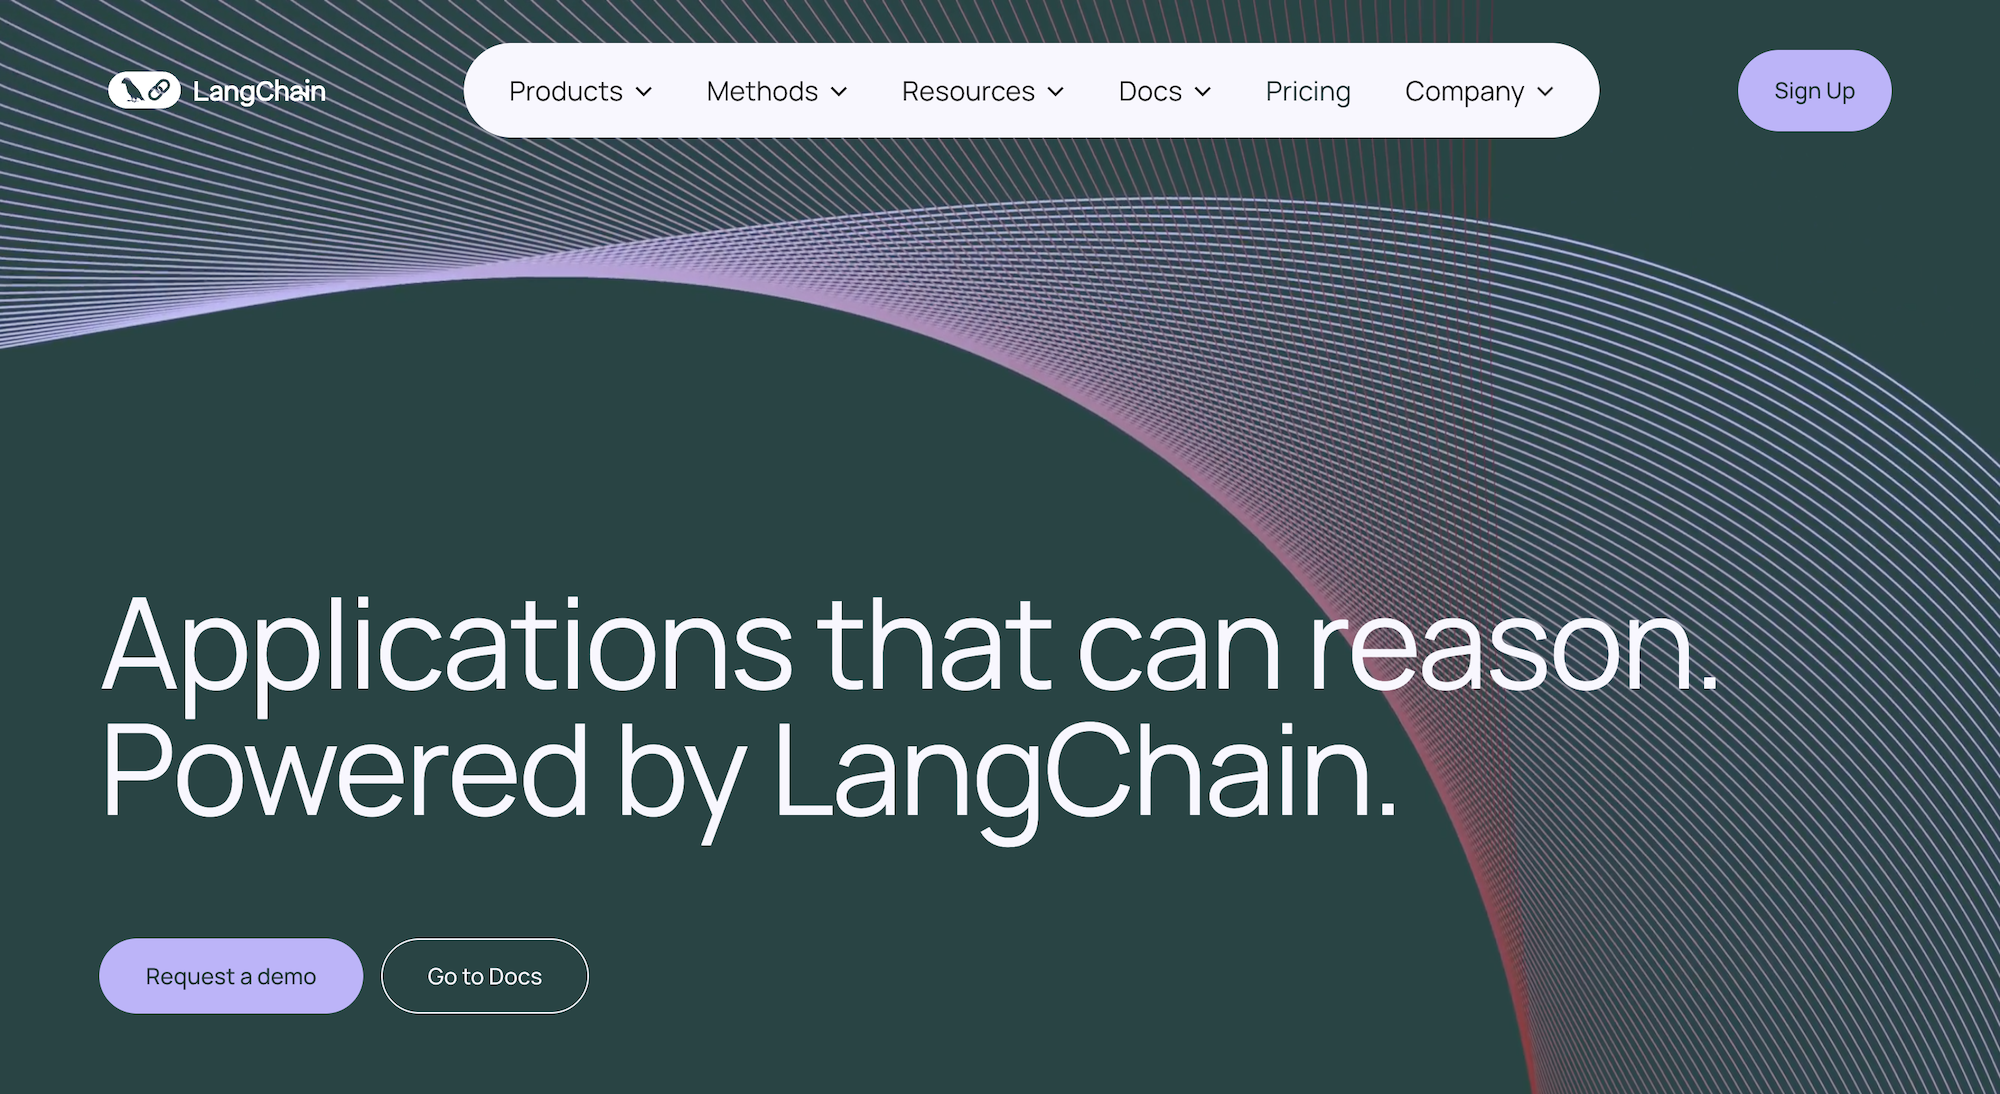 LangChain
Products Methods Resources Docs Pricing Company
Sign Up
Applications that can reason.
Powered by LangChain.
Request a demo
Go to Docs